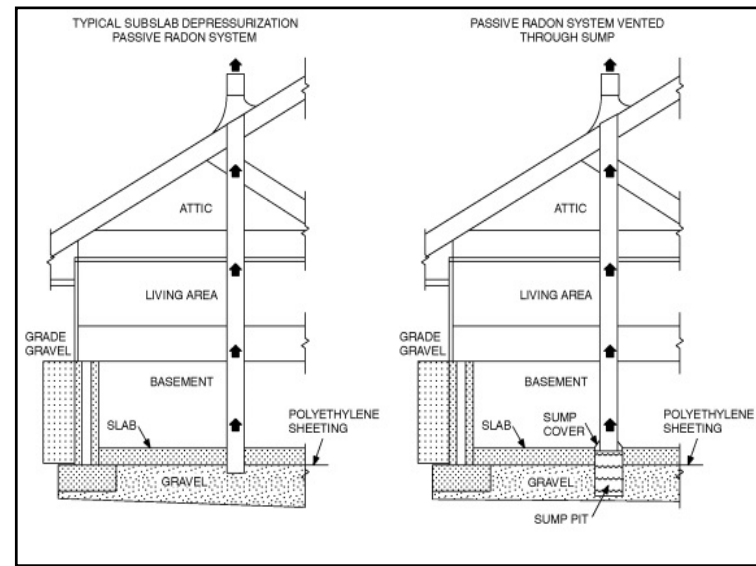 TYPICAL SUBSLAB DEPRESSURIZATION
PASSIVE RADON SYSTEM
ATTIC
LIVING AREA
GRADE
GRAVEL
BASEMENT
POLYETHYLENE
SHEETING
SLAB
GRAVEL
PASSIVE RADON SYSTEM VENTED
THROUGH SUMP
ATTIC
LIVING AREA
GRADE
GRAVEL
BASEMENT
SUMP
COVER
POLYETHYLENE
SHEETING
SLAB
GRAVEL
SUMP PIT